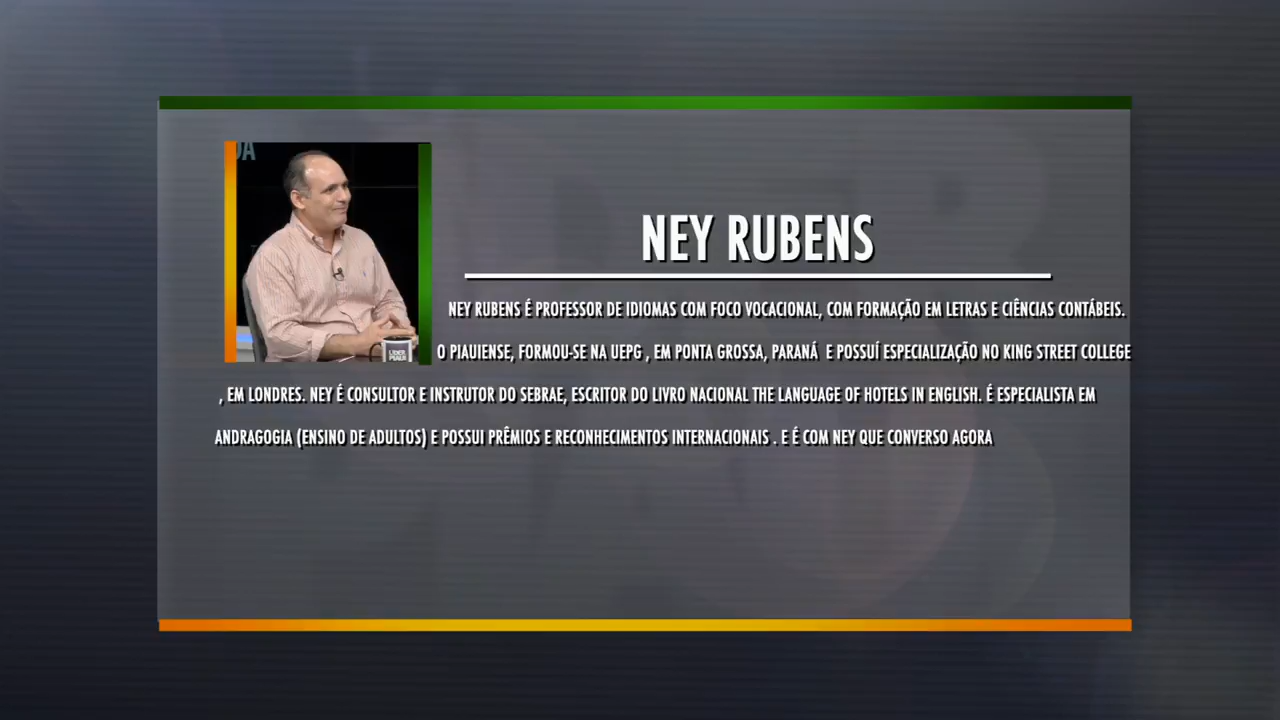 DA
NEY RUBENS
NEY RUBENS É PROFESSOR DE IDIOMAS COM FOCO VOCACIONAL, COM FORMAÇÃO EM LETRAS E CIÊNCIAS CONTÁBEIS.
O PIAUIENSE, FORMOU-SE NA UEPG , EM PONTA GROSSA, PARANÁ E POSSUÍ ESPECIALIZAÇÃO NO KING STREET COLLEGE
, EM LONDRES. NEY É CONSULTOR E INSTRUTOR DO SEBRAE, ESCRITOR DO LIVRO NACIONAL THE LANGUAGE OF HOTELS IN ENGLISH. É ESPECIALISTA EM
ANDRAGOGIA (ENSINO DE ADULTOS) E POSSUI PRÊMIOS E RECONHECIMENTOS INTERNACIONAIS . E É COM NEY QUE CONVERSO AGORA
LÍDER
PIAUÍ